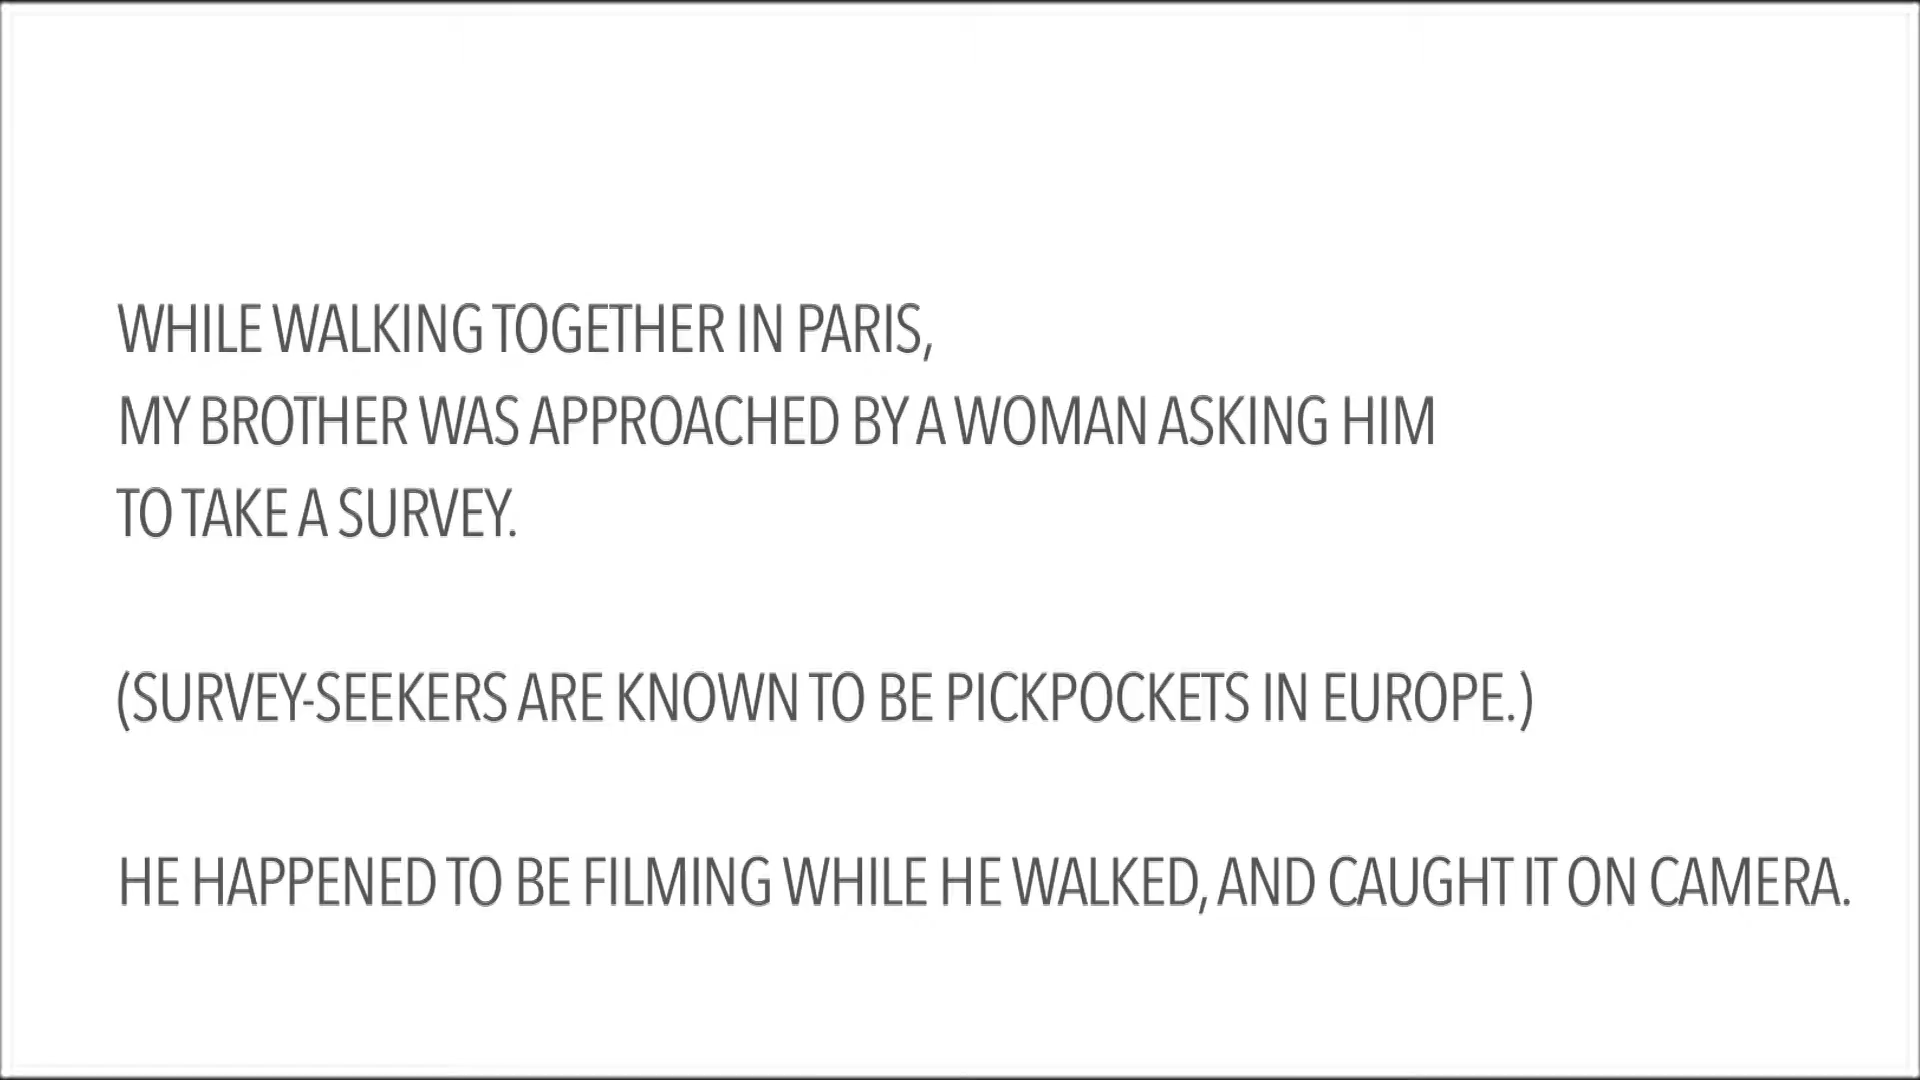 WHILE WALKING TOGETHER IN PARIS,
MY BROTHER WAS APPROACHED BY A WOMAN ASKING HIM
TO TAKE A SURVEY.
(SURVEY-SEEKERS ARE KNOWN TO BE PICKPOCKETS IN EUROPE.)
HE HAPPENED TO BE FILMING WHILE HE WALKED, AND CAUGHT IT ON CAMERA.